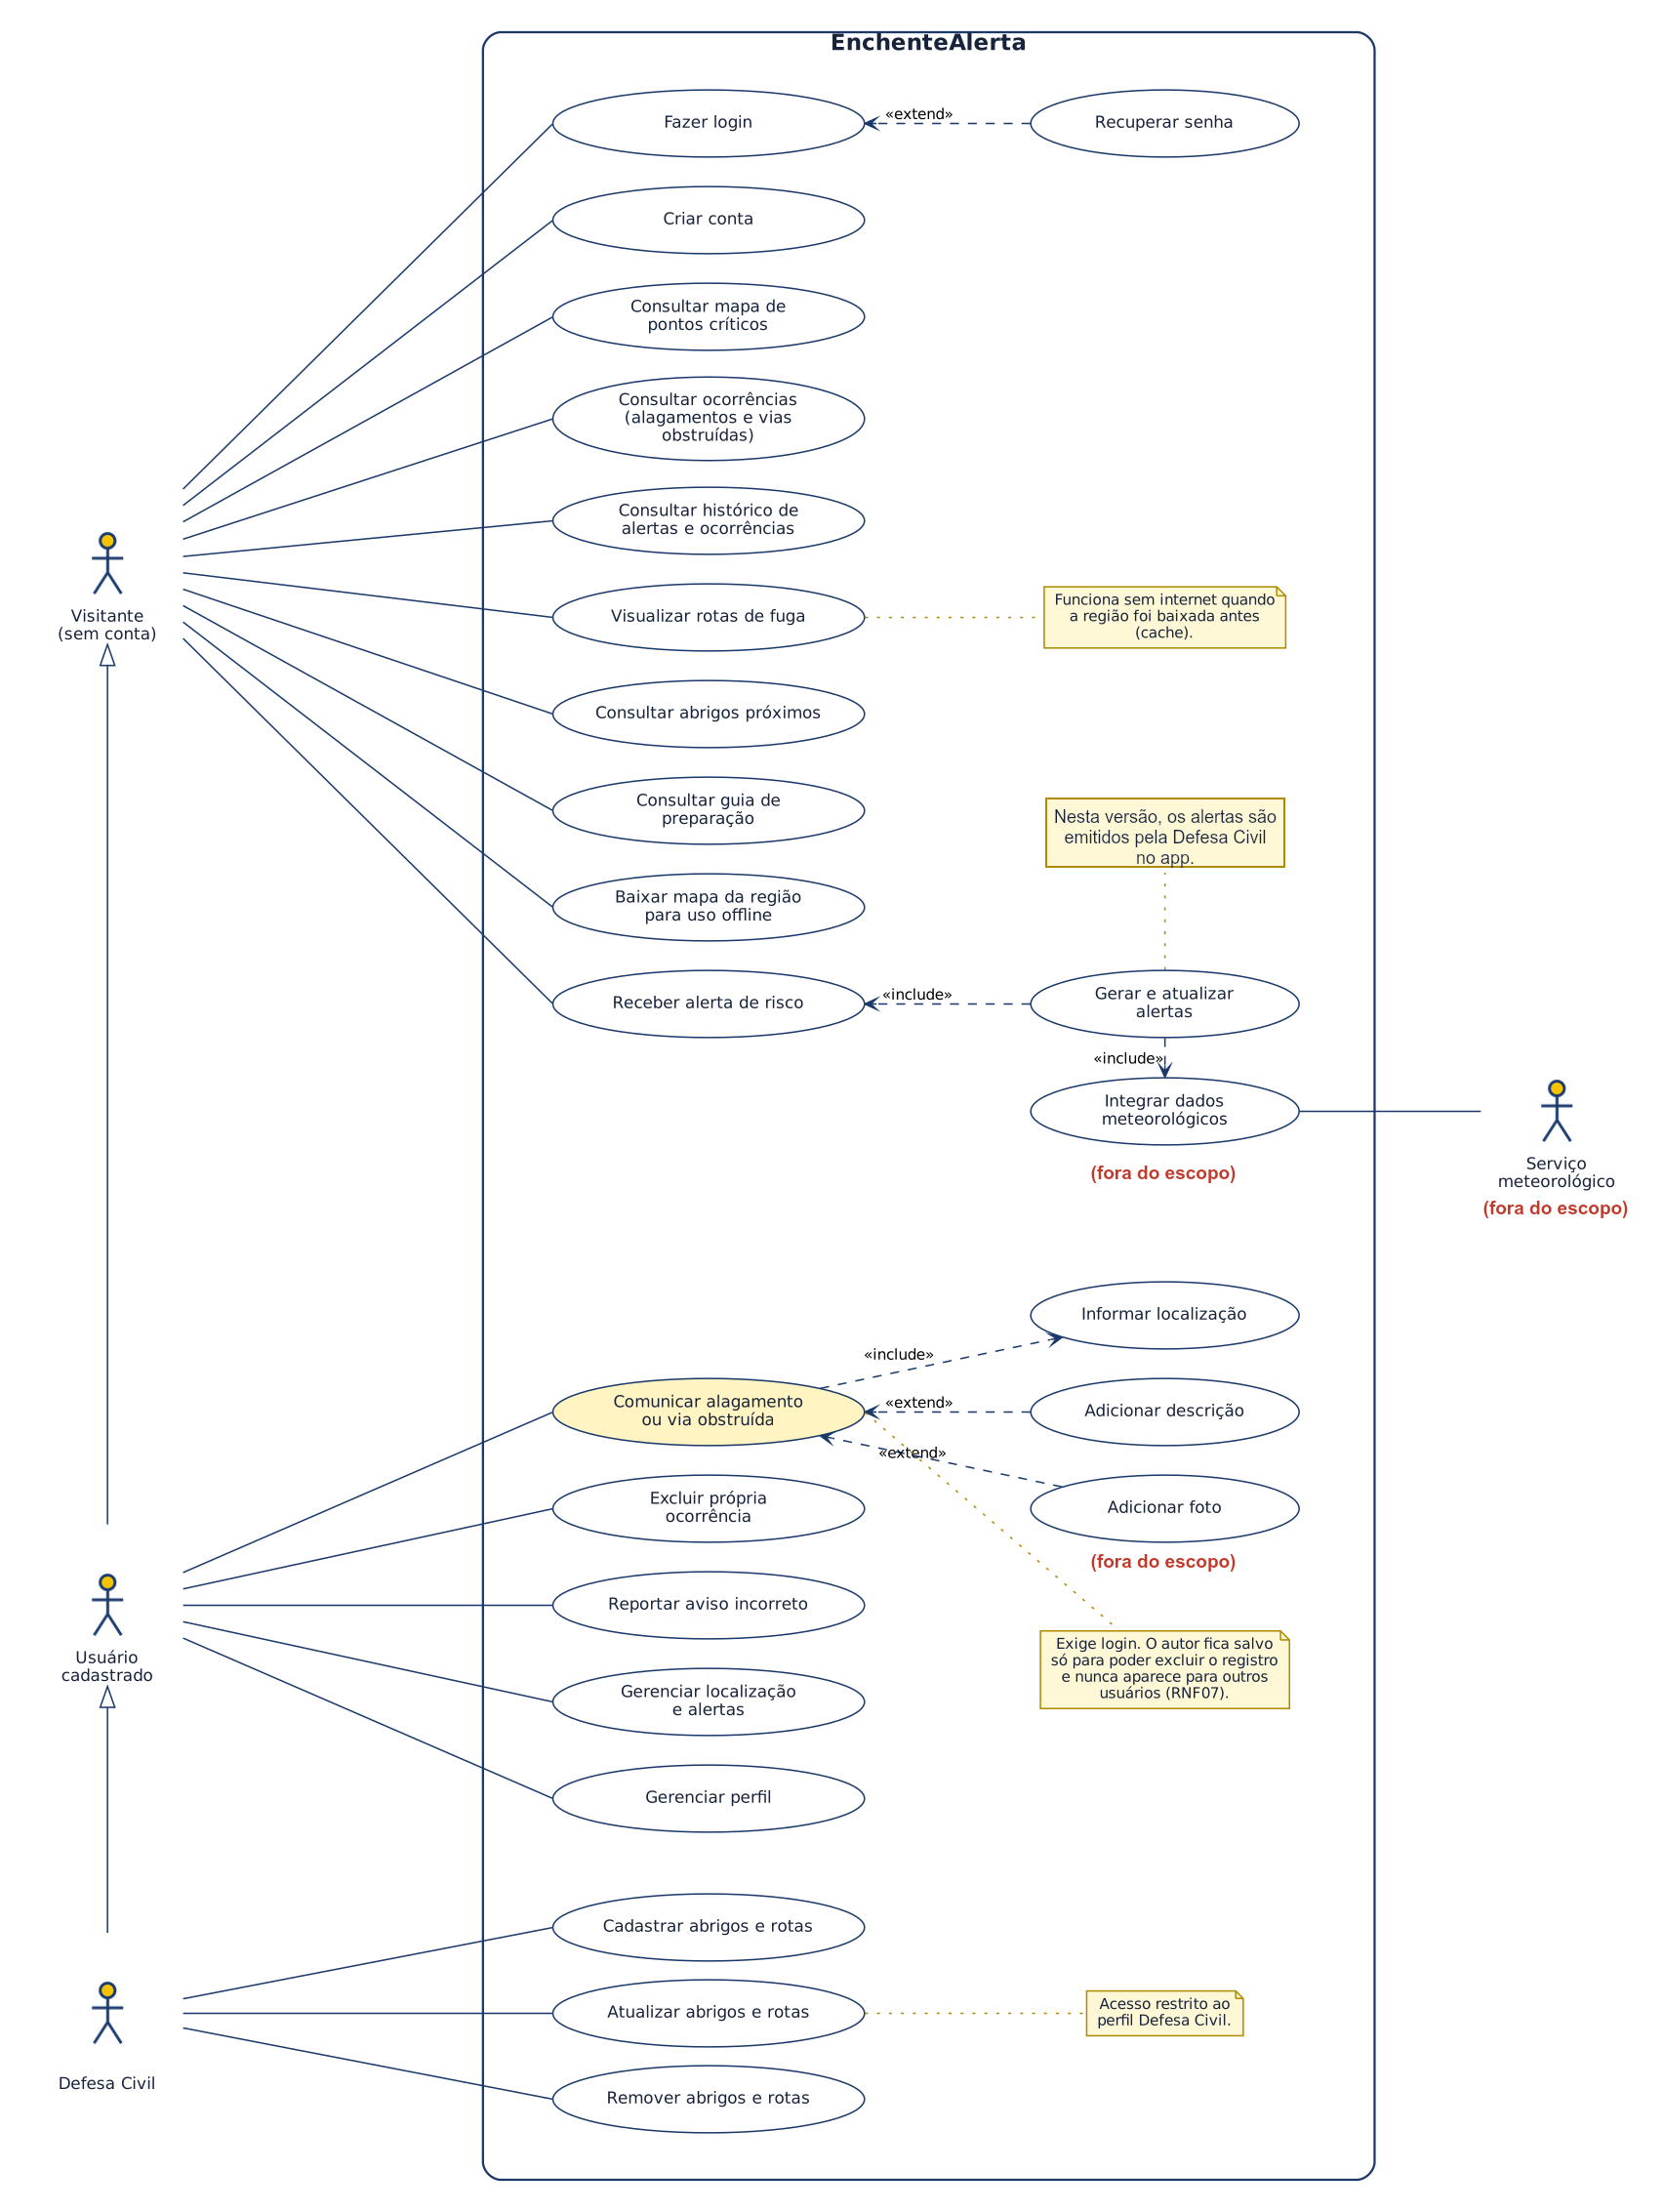 EnchenteAlerta
Fazer login
«extend»
Recuperar senha
Criar conta
Consultar mapa de
pontos críticos
Consultar ocorrências
(alagamentos e vias
obstruídas)
Consultar histórico de
alertas e ocorrências
Visitante
(sem conta)
Visualizar rotas de fuga
Funciona sem internet quando
a região foi baixada antes
(cache).
Consultar abrigos próximos
Consultar guia de
preparação
Nesta versão, os alertas são
emitidos pela Defesa Civil
no app.
Baixar mapa da região
para uso offline
Receber alerta de risco
«include»
Gerar e atualizar
alertas
«include»
Integrar dados
meteorológicos
(fora do escopo)
Serviço
meteorológico
(fora do escopo)
Informar localização
«include»
Comunicar alagamento
ou via obstruída
«extend»
Adicionar descrição
«extend»
Adicionar foto
(fora do escopo)
Excluir própria
ocorrência
Reportar aviso incorreto
Usuário
cadastrado
Exige login. O autor fica salvo
só para poder excluir o registro
e nunca aparece para outros
usuários (RNF07).
Gerenciar localização
e alertas
Gerenciar perfil
Cadastrar abrigos e rotas
Atualizar abrigos e rotas
Acesso restrito ao
perfil Defesa Civil.
Defesa Civil
Remover abrigos e rotas